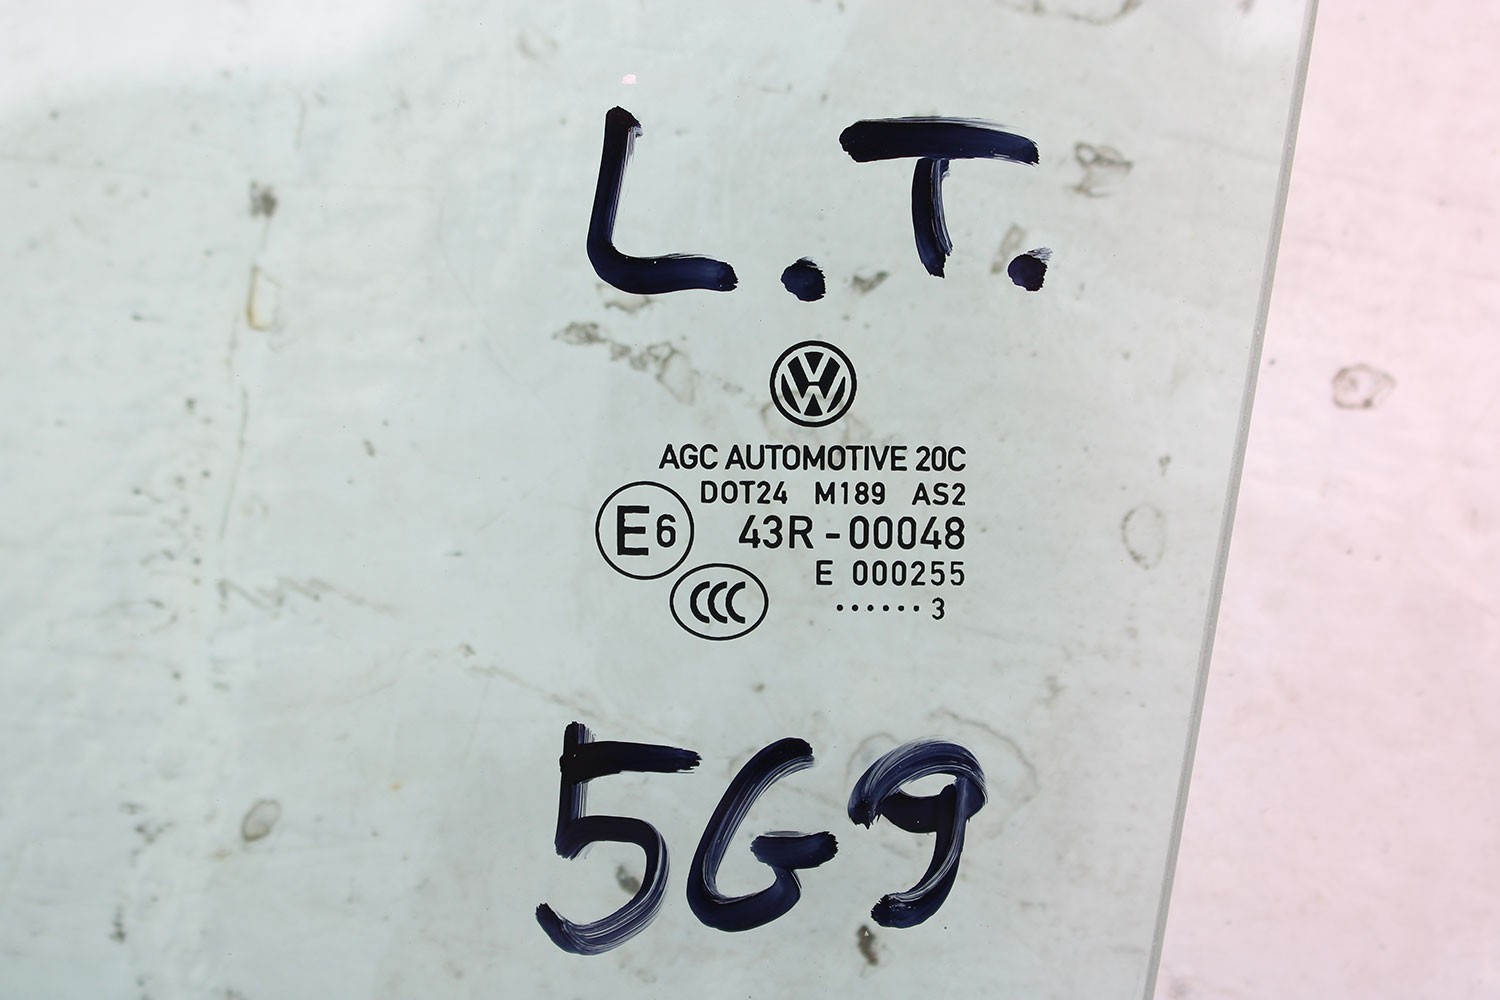 L.T.
AGC AUTOMOTIVE 20C
DOT24 M189 AS2
E6 43R-00048
E 000255
CCC ······3
5G9